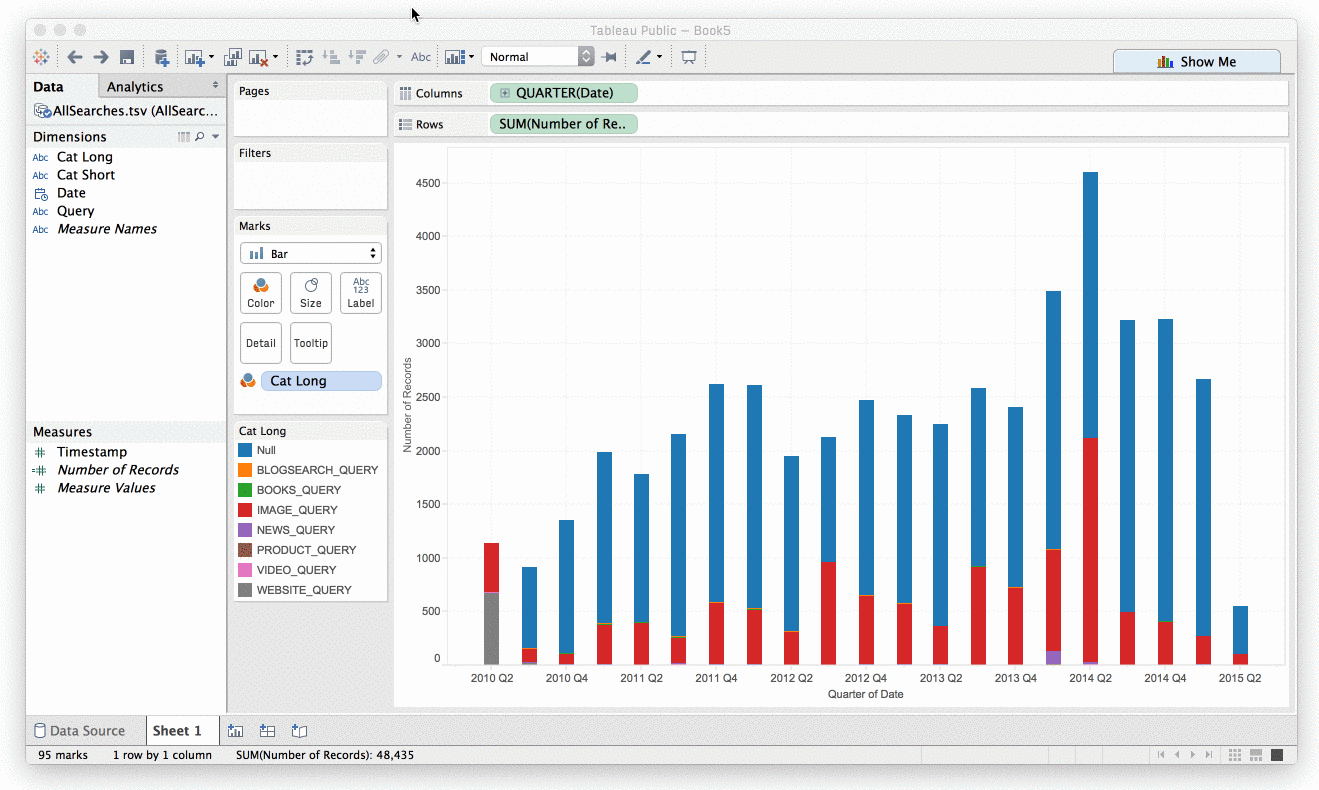 Tableau Public – Book5
Abc
Normal
Show Me
Data
Analytics
AllSearches.tsv (AllSearc...
Dimensions
Abc Cat Long
Abc Cat Short
Date
Abc Query
Abc Measure Names
Measures
# Timestamp
=# Number of Records
# Measure Values
Pages
Filters
Marks
Bar
Color
Size
Abc
123
Label
Detail
Tooltip
Cat Long
Cat Long
Null
BLOGSEARCH_QUERY
BOOKS_QUERY
IMAGE_QUERY
NEWS_QUERY
PRODUCT_QUERY
VIDEO_QUERY
WEBSITE_QUERY
Columns
QUARTER(Date)
Rows
SUM(Number of Re..
4500
4000
3500
3000
2500
2000
1500
1000
500
0
Number of Records
2010 Q2
2010 Q4
2011 Q2
2011 Q4
2012 Q2
2012 Q4
2013 Q2
2013 Q4
2014 Q2
2014 Q4
2015 Q2
Quarter of Date
Data Source
Sheet 1
95 marks
1 row by 1 column
SUM(Number of Records): 48,435